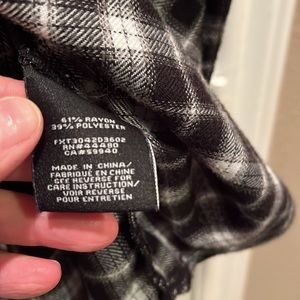 61% RAYON
39% POLYESTER
FXT3042D3602
RN#44480
CA#59940
MADE IN CHINA/
FABRIQUÉ EN CHINE
SEE REVERSE FOR
CARE INSTRUCTION/
VOIR REVERSE
POUR ENTRETIEN